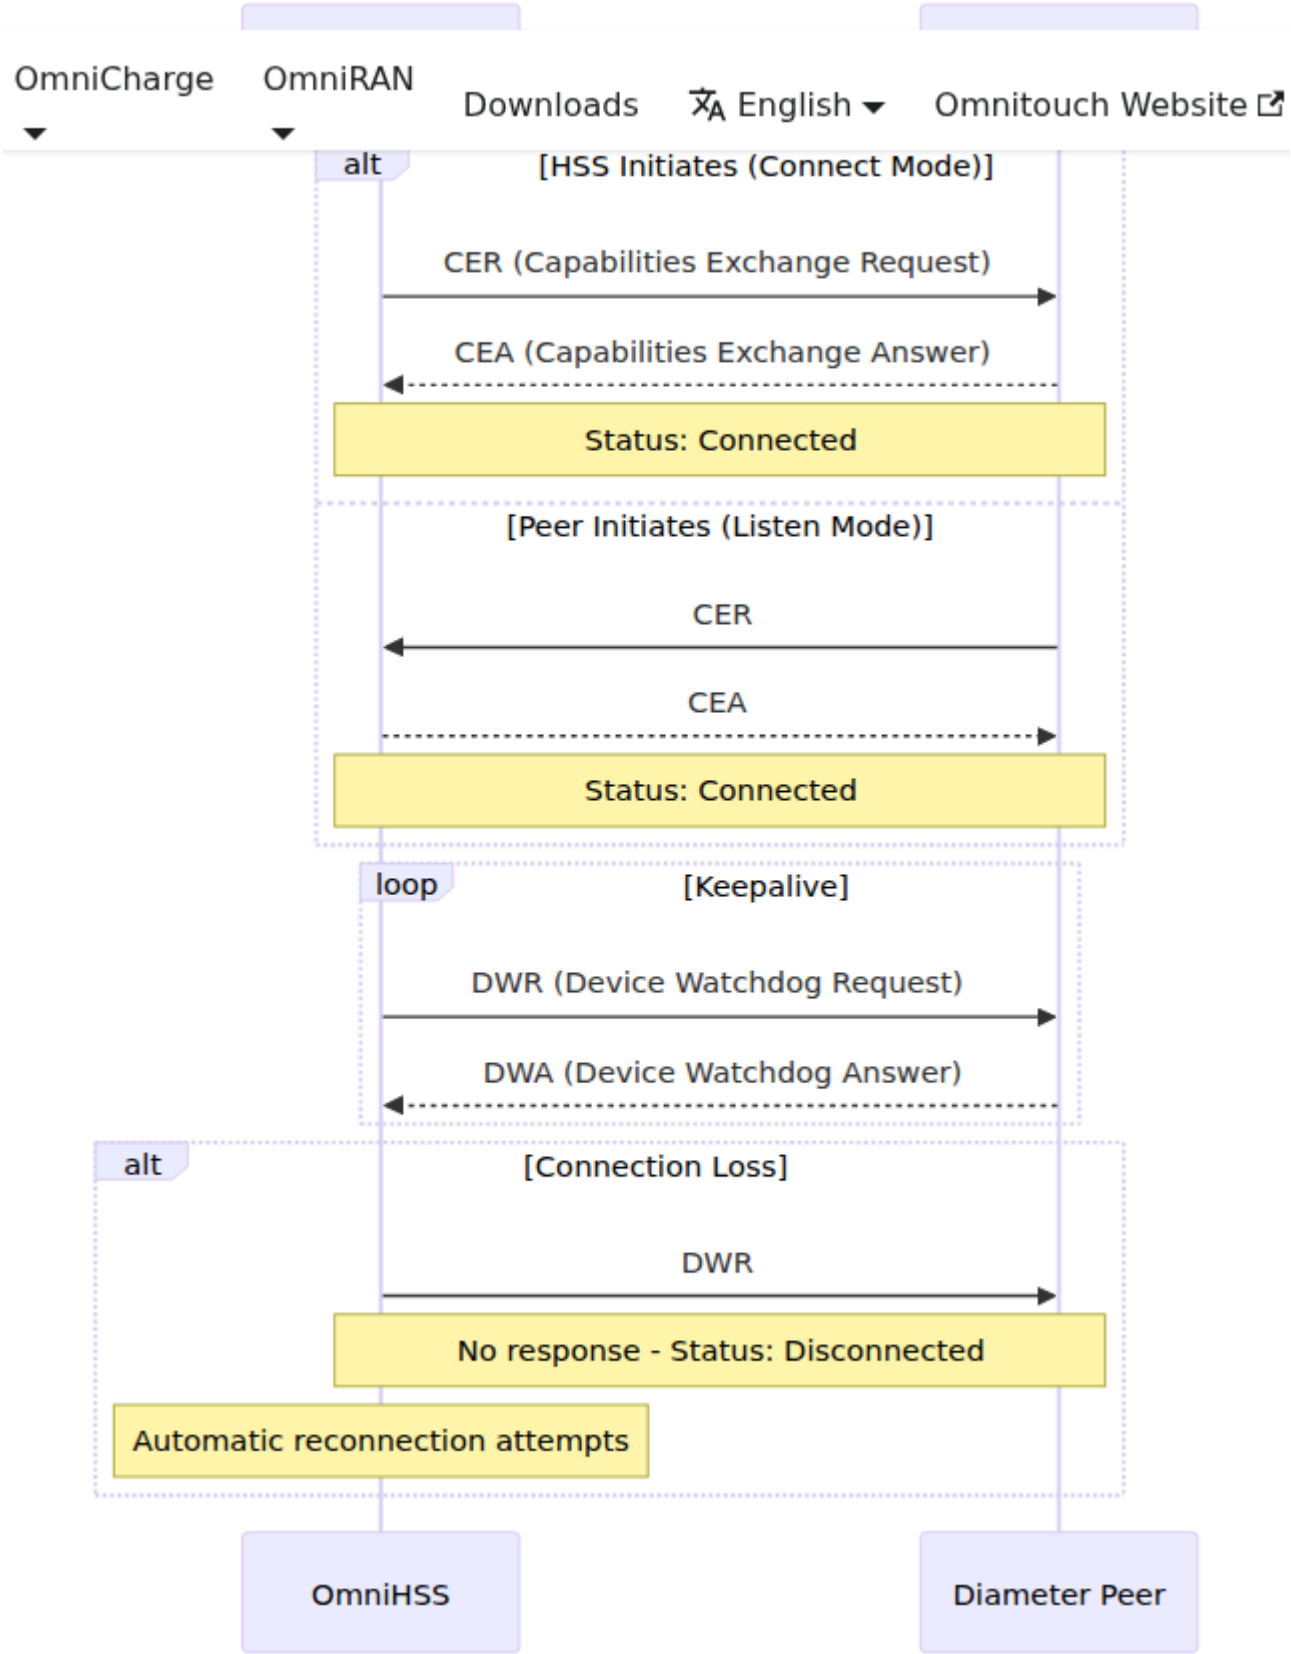 OmniCharge
OmniRAN
Downloads
English
Omnitouch Website
alt
[HSS Initiates (Connect Mode)]
CER (Capabilities Exchange Request)
CEA (Capabilities Exchange Answer)
Status: Connected
[Peer Initiates (Listen Mode)]
CER
CEA
Status: Connected
loop
[Keepalive]
DWR (Device Watchdog Request)
DWA (Device Watchdog Answer)
alt
[Connection Loss]
DWR
No response - Status: Disconnected
Automatic reconnection attempts
OmniHSS
Diameter Peer